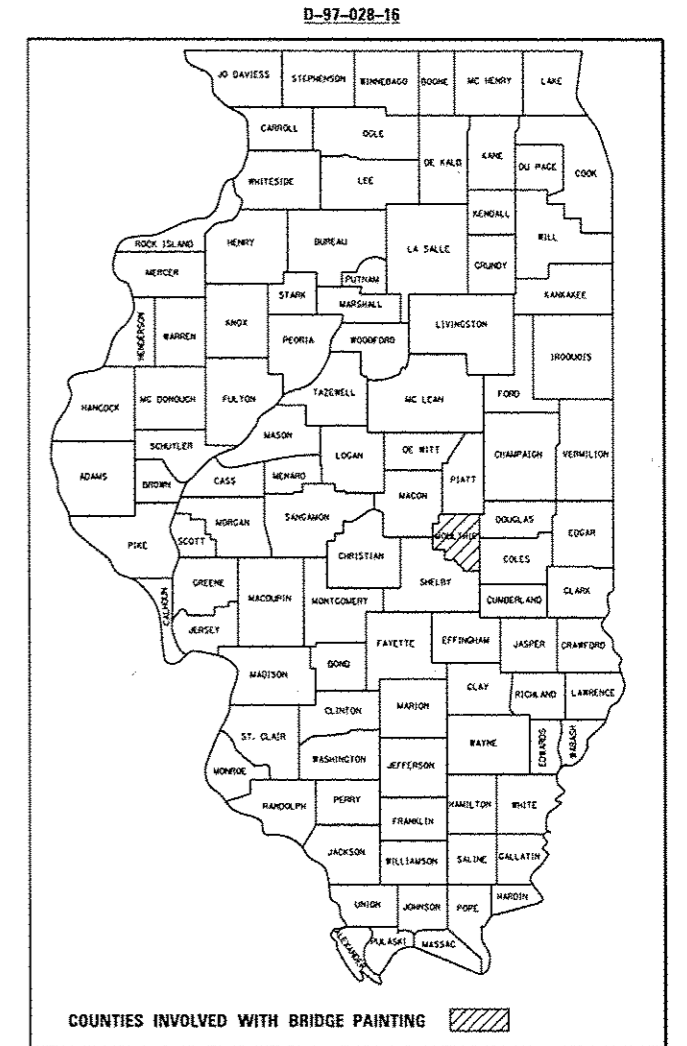 D-97-028-16
JO DAVIESS
STEPHENSON
WINNEBAGO
BOONE
MC HENRY
LAKE
CARROLL
OGLE
DE KALB
KANE
DU PAGE
COOK
WHITESIDE
LEE
KENDALL
WILL
ROCK ISLAND
HENRY
BUREAU
LA SALLE
GRUNDY
MERCER
PUTNAM
KANKAKEE
STARK
MARSHALL
HENDERSON
WARREN
KNOX
PEORIA
WOODFORD
LIVINGSTON
IROQUOIS
HANCOCK
MC DONOUGH
FULTON
TAZEWELL
MC LEAN
FORD
MASON
SCHUYLER
LOGAN
DE WITT
CHAMPAIGN
VERMILION
ADAMS
BROWN
CASS
MENARD
PIATT
MACON
MORGAN
SANGAMON
DOUGLAS
EDGAR
PIKE
SCOTT
CHRISTIAN
MOULTRIE
COLES
GREENE
MACOUPIN
MONTGOMERY
SHELBY
CLARK
CALHOUN
CUMBERLAND
JERSEY
FAYETTE
EFFINGHAM
JASPER
CRAWFORD
MADISON
BOND
CLAY
RICHLAND
LAWRENCE
CLINTON
MARION
ST. CLAIR
WAYNE
EDWARDS
WABASH
WASHINGTON
JEFFERSON
MONROE
RANDOLPH
PERRY
HAMILTON
WHITE
FRANKLIN
JACKSON
WILLIAMSON
SALINE
GALLATIN
UNION
JOHNSON
POPE
HARDIN
ALEXANDER
PULASKI
MASSAC
COUNTIES INVOLVED WITH BRIDGE PAINTING